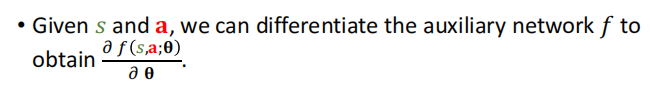 • Given s and a, we can differentiate the auxiliary network f to
obtain ∂ f(s,a;θ) / ∂ θ.